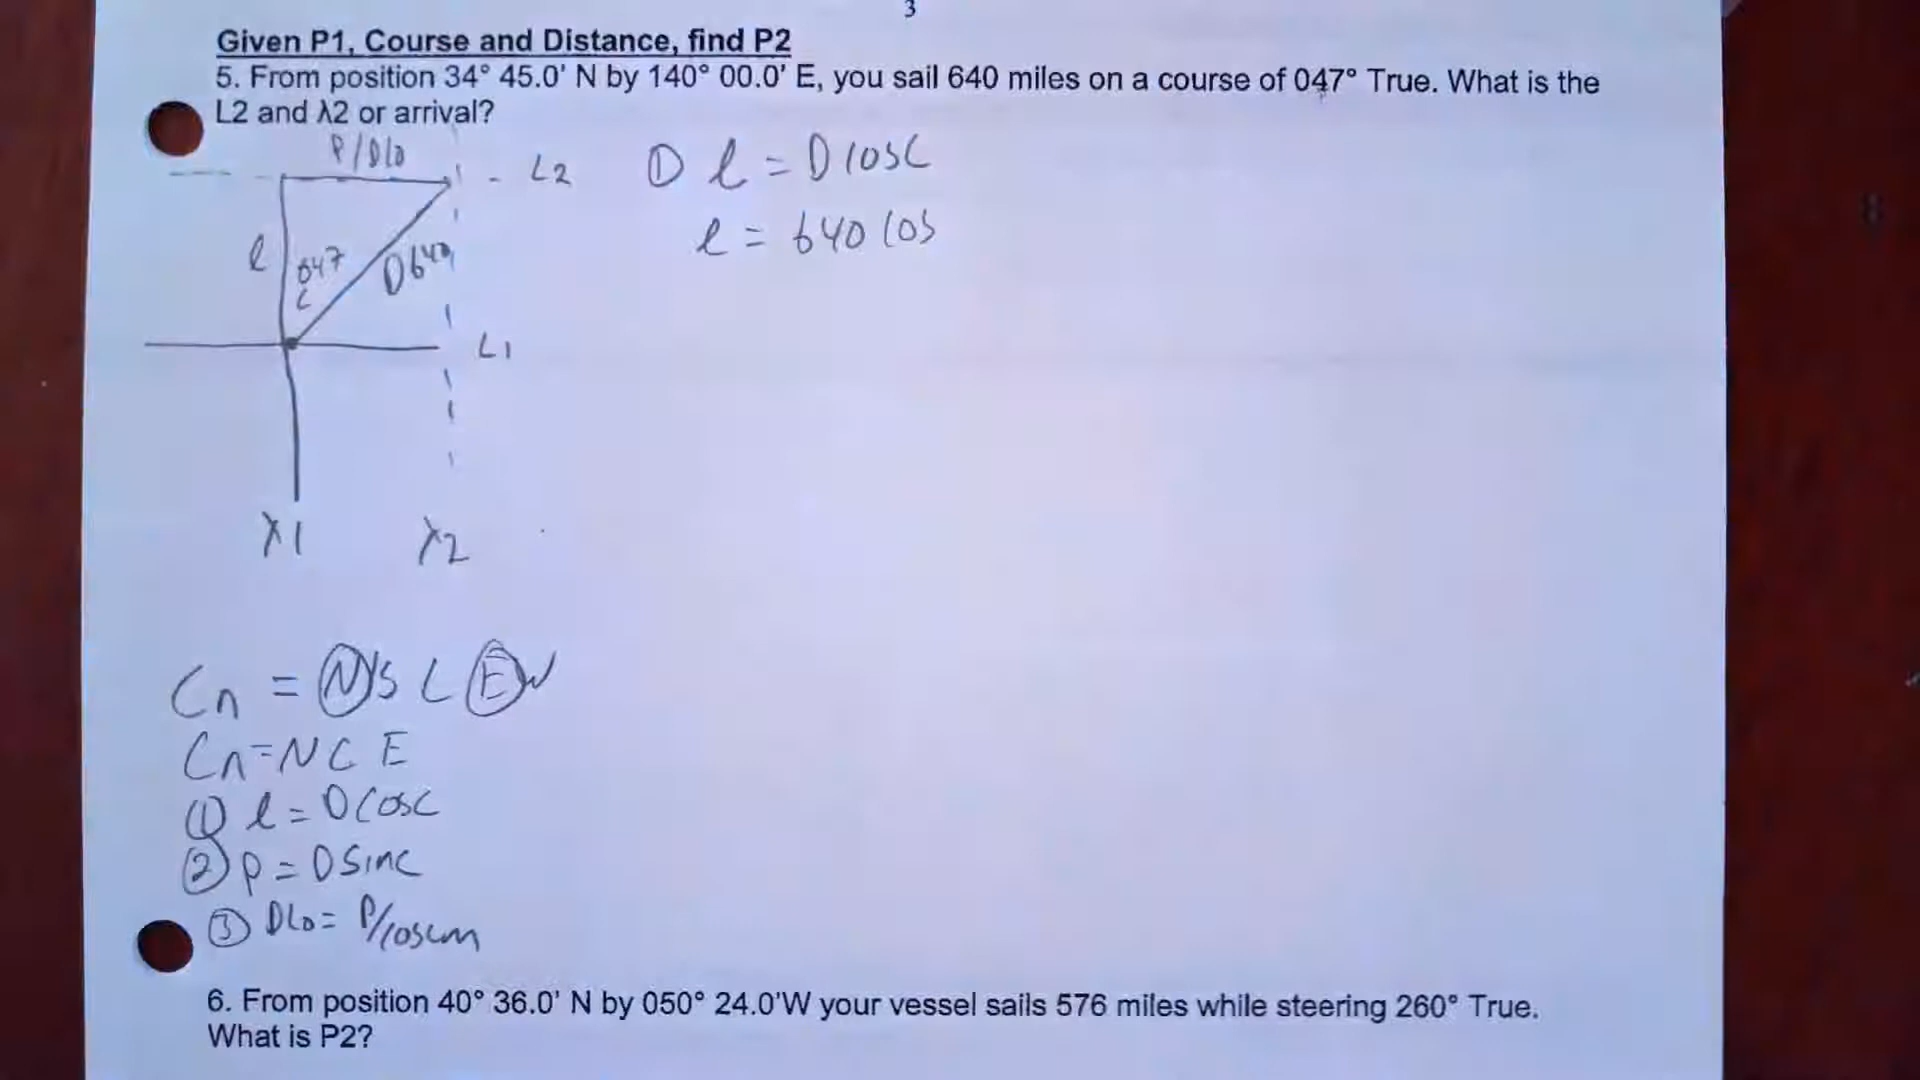 3
Given P1, Course and Distance, find P2
5. From position 34° 45.0' N by 140° 00.0' E, you sail 640 miles on a course of 047° True. What is the
L2 and λ2 or arrival?
P/Dlo
L2
① l = D cos C
l = 640 cos
l
047
C
D 640
L1
λ1
λ2
Cn = N/S C E/W
Cn = N C E
① l = D cos C
② p = D sin C
③ DLo = P/cos Lm
6. From position 40° 36.0' N by 050° 24.0'W your vessel sails 576 miles while steering 260° True.
What is P2?